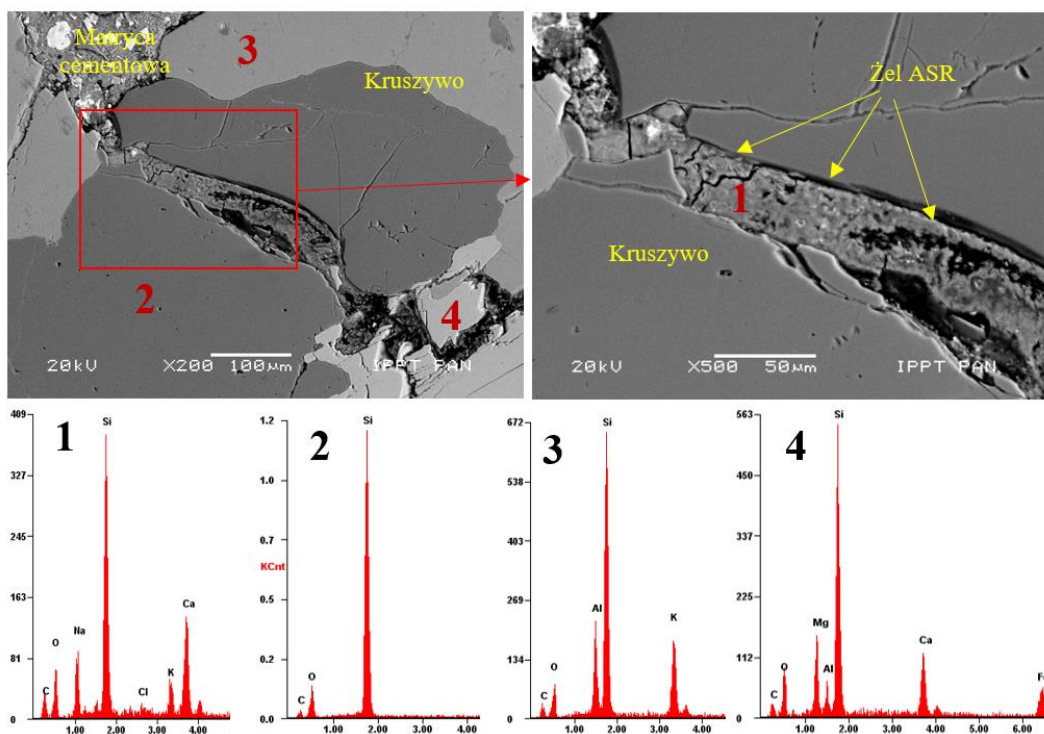 Matryca
cementowa
3
Kruszywo
2
4
20kV X200 100μm IPPT PAN
Żel ASR
1
Kruszywo
20kV X500 50μm IPPT PAN
409
327
245
163
81
0
1
C
O
Na
Si
Cl
K
Ca
1.00 2.00 3.00 4.00
1.2
1.0
0.7
KCnt
0.5
0.2
0.0
2
C
O
Si
1.00 2.00 3.00 4.00
672
538
403
269
134
0
3
C
O
Al
Si
K
1.00 2.00 3.00 4.00
563
450
337
225
112
0
4
C
O
Mg
Al
Si
Ca
1.00 2.00 3.00 4.00 5.00 6.0